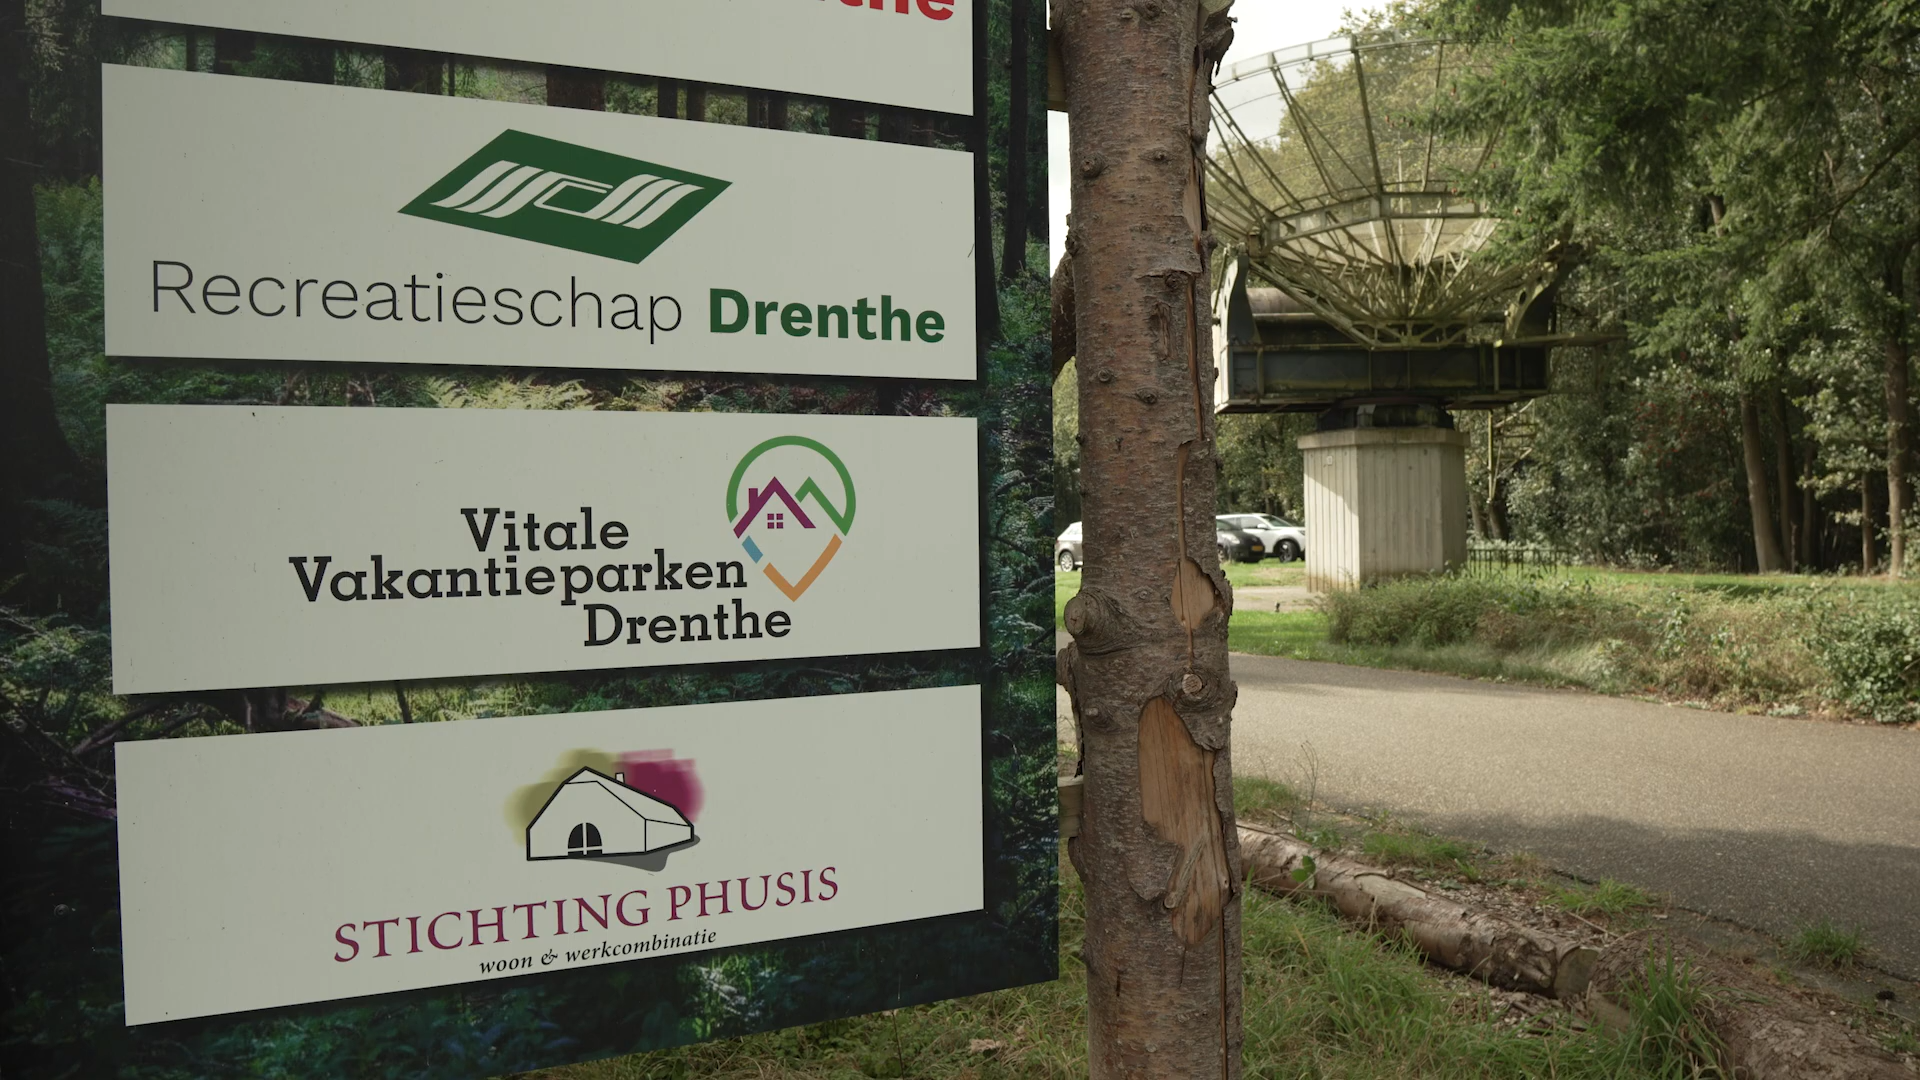 Recreatieschap Drenthe
Vitale
Vakantieparken
Drenthe
STICHTING PHUSIS
woon & werkcombinatie